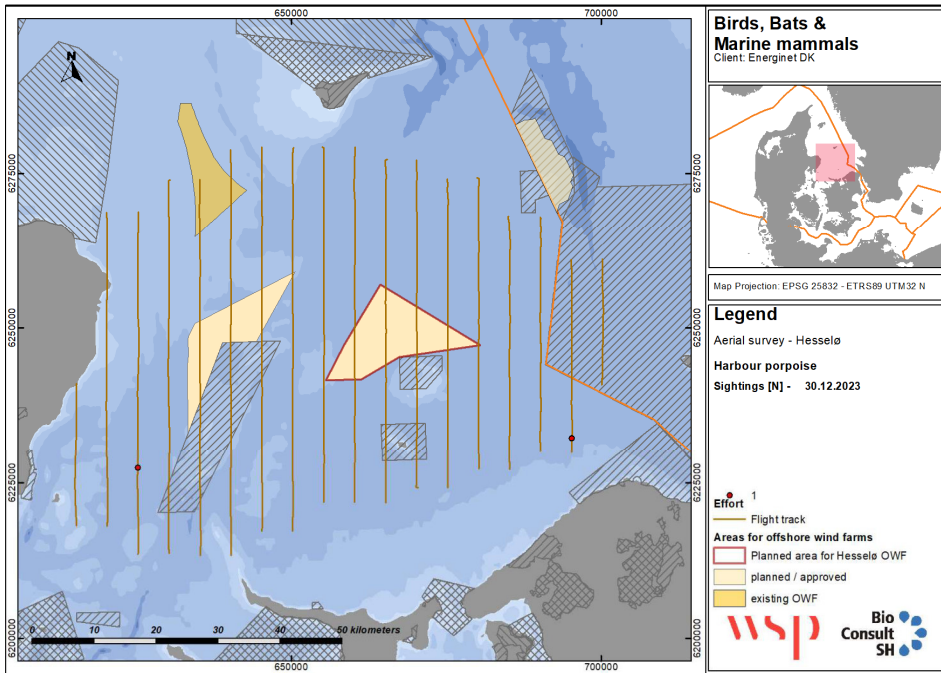 650000
700000
N
6275000
6275000
6250000
6250000
6225000
6225000
6200000
6200000
0
10
20
30
40
50 kilometers
650000
700000
Birds, Bats &
Marine mammals
Client: Energinet DK
Map Projection: EPSG 25832 - ETRS89 UTM32 N
Legend
Aerial survey - Hesselø
Harbour porpoise
Sightings [N] - 30.12.2023
1
Effort
Flight track
Areas for offshore wind farms
Planned area for Hesselø OWF
planned / approved
existing OWF
wsp
Bio
Consult
SH